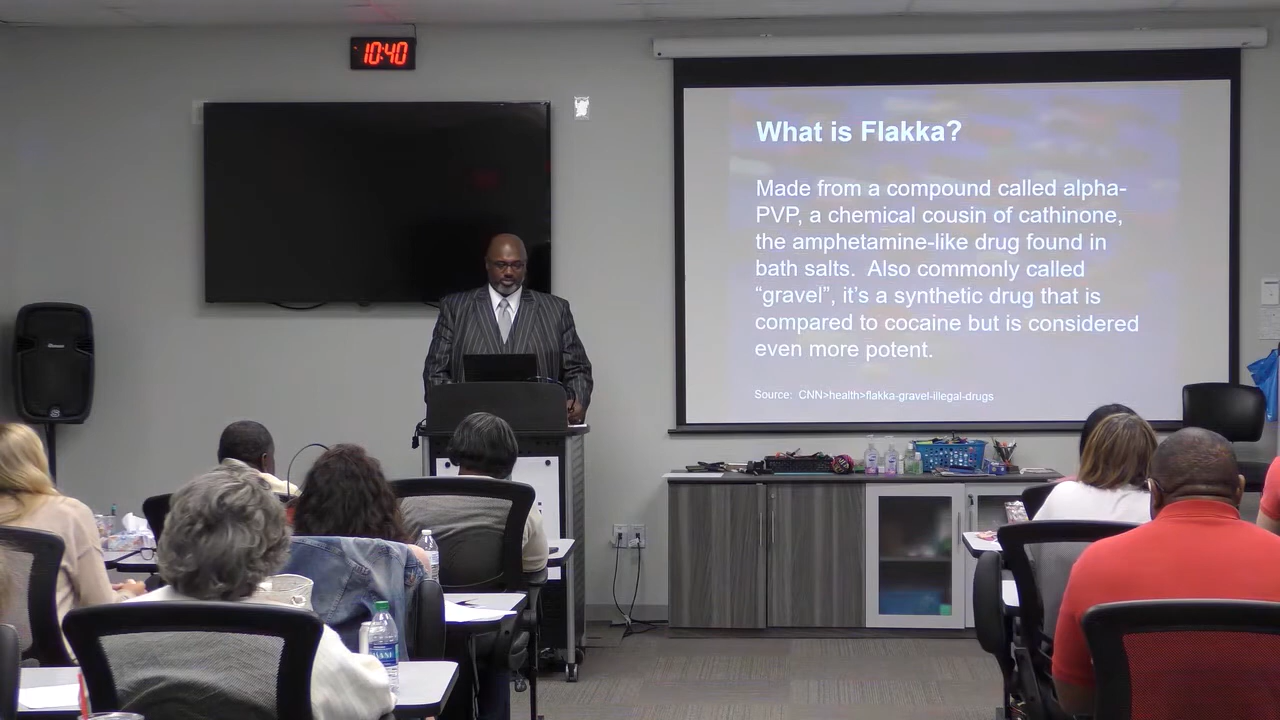 10:40
What is Flakka?
Made from a compound called alpha-
PVP, a chemical cousin of cathinone,
the amphetamine-like drug found in
bath salts.  Also commonly called
“gravel”, it’s a synthetic drug that is
compared to cocaine but is considered
even more potent.
Source:  CNN>health>flakka-gravel-illegal-drugs